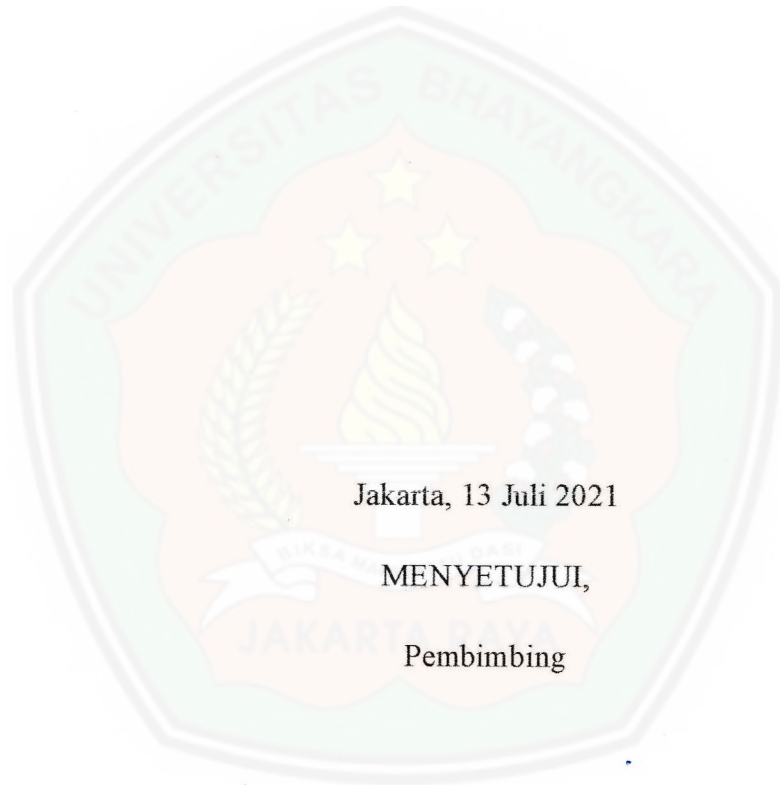 UNIVERSITAS BHAYANGKARA
Jakarta, 13 Juli 2021
MENYETUJUI,
JAKARTA RAYA
Pembimbing